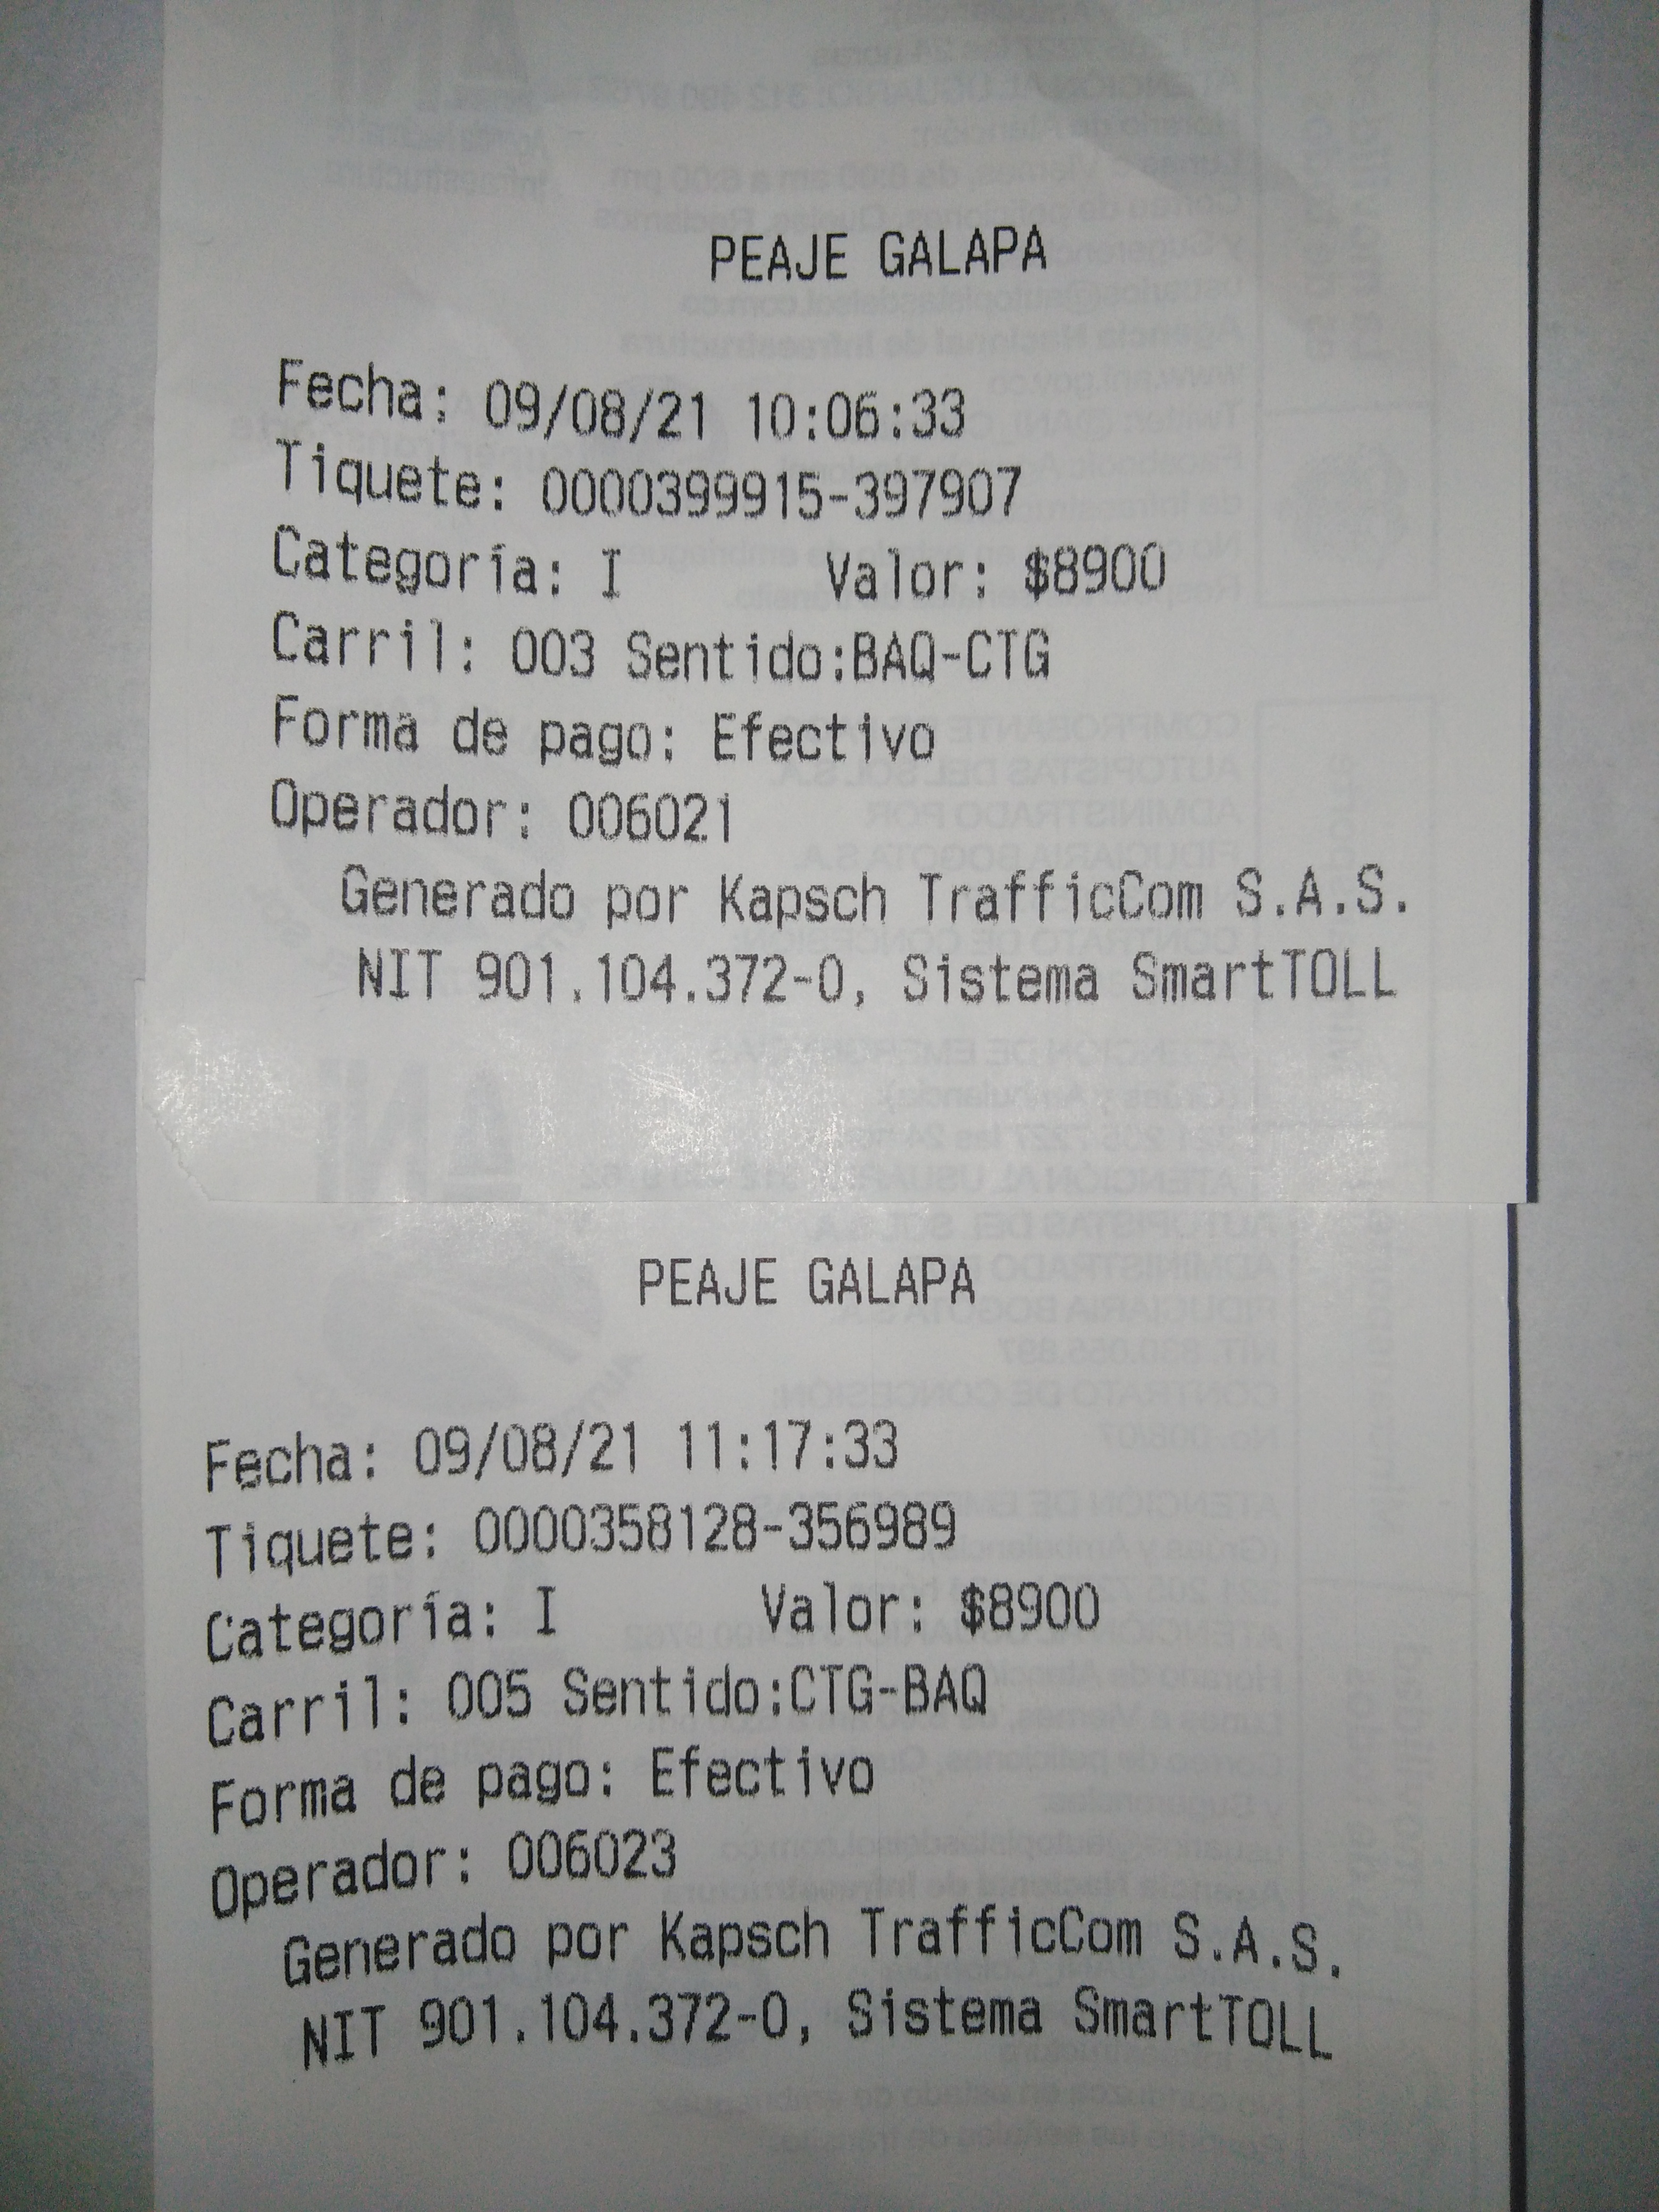 PEAJE GALAPA
Fecha: 09/08/21 10:06:33
Tiquete: 0000399915-397907
Categoría: I Valor: $8900
Carril: 003 Sentido:BAQ-CTG
Forma de pago: Efectivo
Operador: 006021
Generado por Kapsch TrafficCom S.A.S.
NIT 901.104.372-0, Sistema SmartTOLL
PEAJE GALAPA
Fecha: 09/08/21 11:17:33
Tiquete: 0000358128-356989
Categoría: I Valor: $8900
Carril: 005 Sentido:CTG-BAQ
Forma de pago: Efectivo
Operador: 006023
Generado por Kapsch TrafficCom S.A.S.
NIT 901.104.372-0, Sistema SmartTOLL